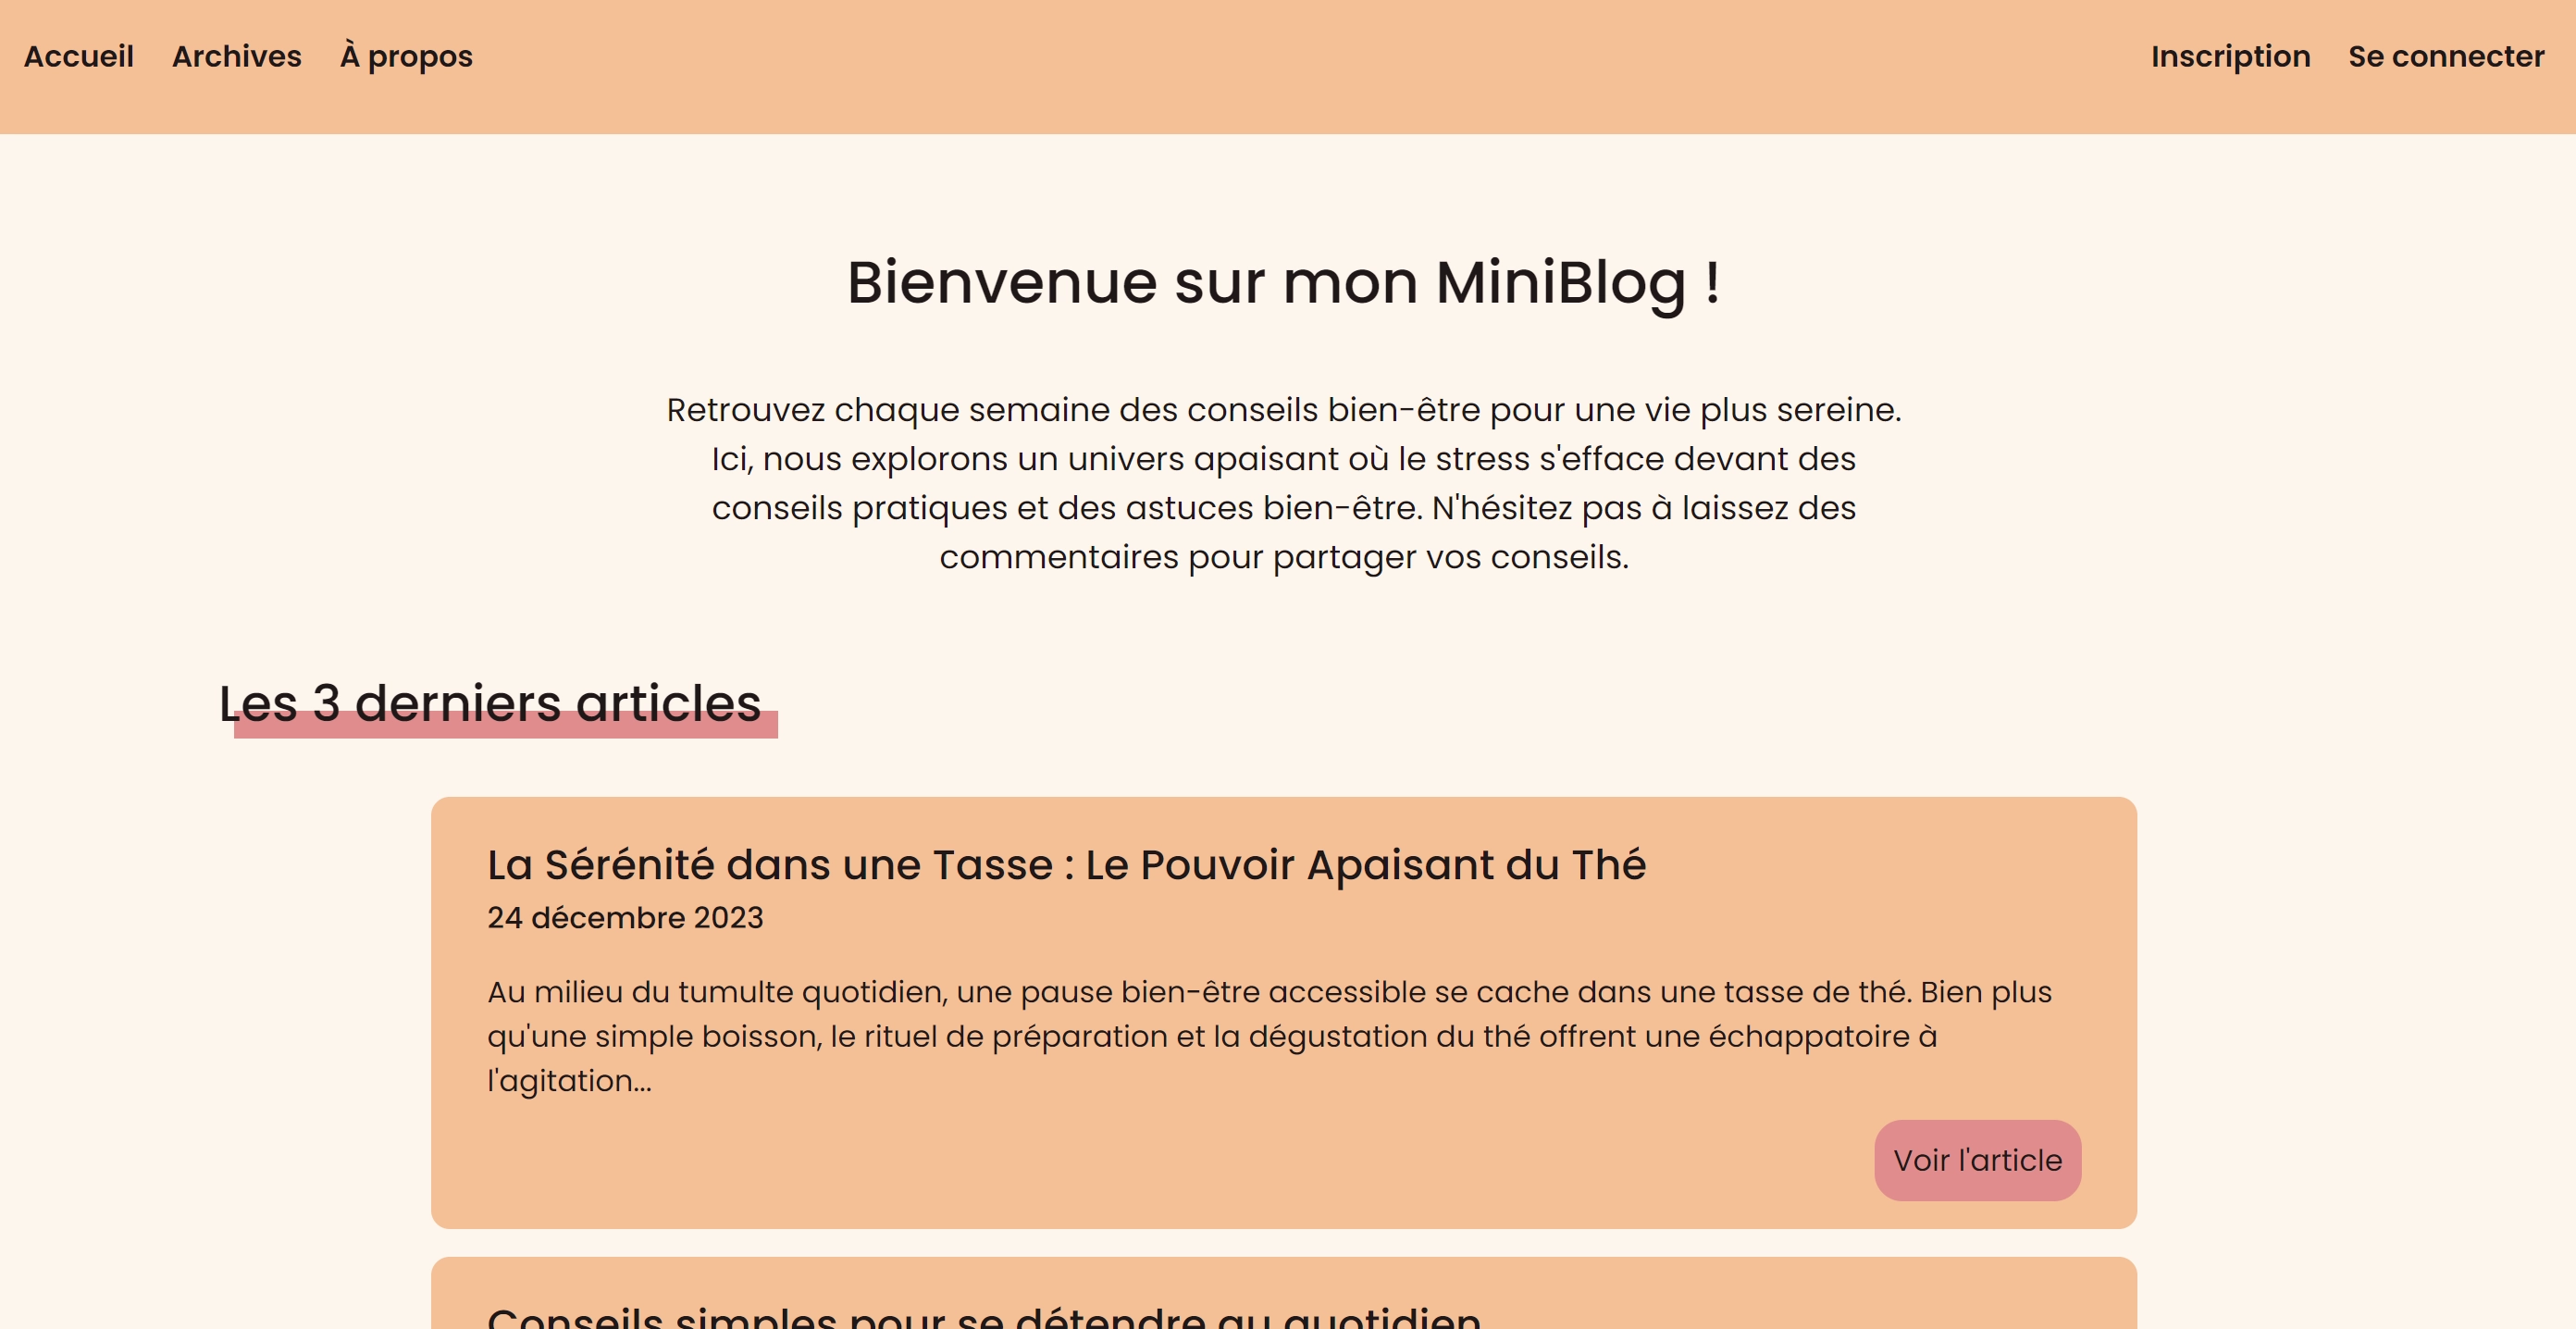 Accueil Archives À propos Inscription Se connecter
Bienvenue sur mon MiniBlog !
Retrouvez chaque semaine des conseils bien-être pour une vie plus sereine.
Ici, nous explorons un univers apaisant où le stress s'efface devant des
conseils pratiques et des astuces bien-être. N'hésitez pas à laissez des
commentaires pour partager vos conseils.
Les 3 derniers articles
La Sérénité dans une Tasse : Le Pouvoir Apaisant du Thé
24 décembre 2023
Au milieu du tumulte quotidien, une pause bien-être accessible se cache dans une tasse de thé. Bien plus
qu'une simple boisson, le rituel de préparation et la dégustation du thé offrent une échappatoire à
l'agitation...
Voir l'article
Conseils simples pour se détendre au quotidien